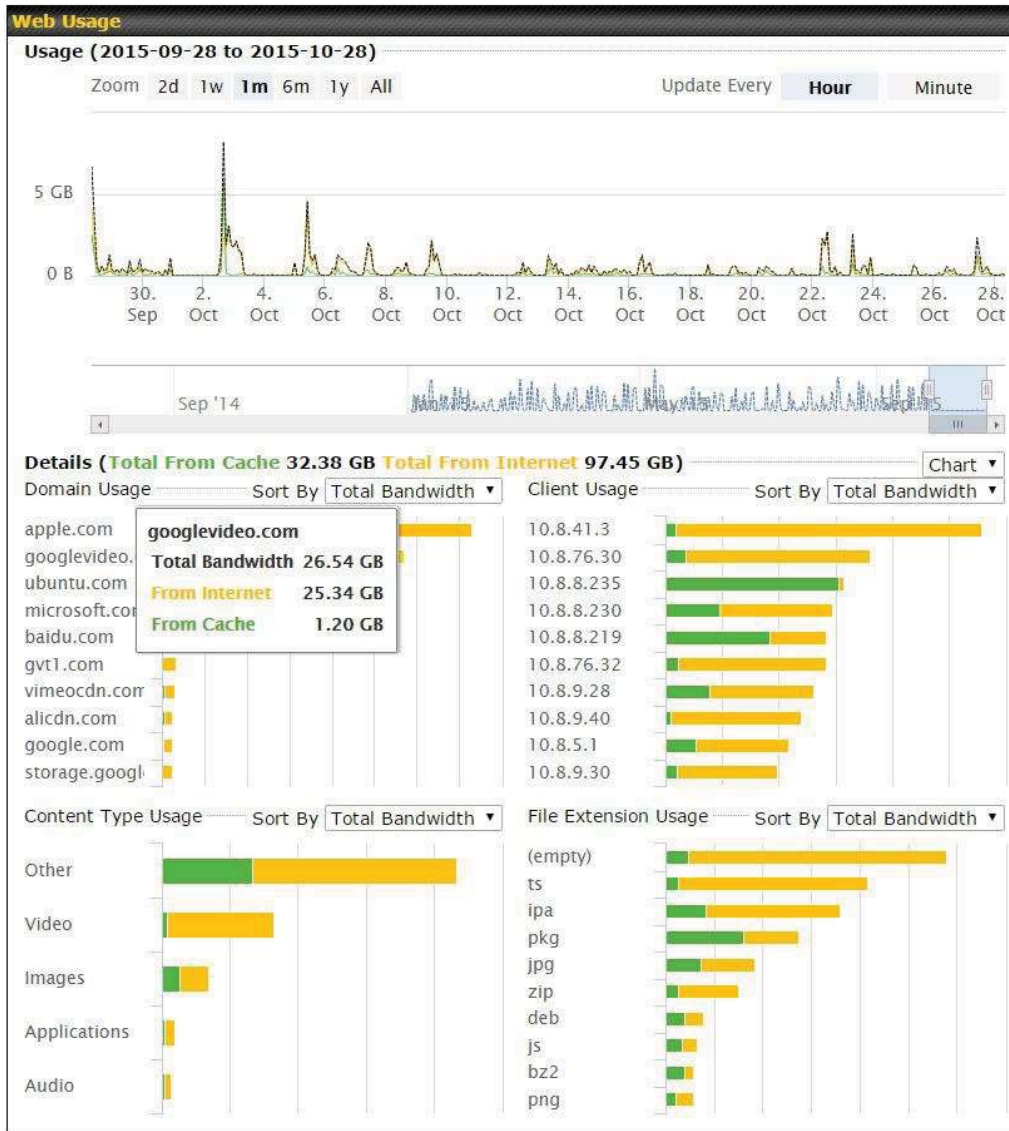 Web Usage
Usage (2015-09-28 to 2015-10-28)
Zoom 2d 1w 1m 6m 1y All Update Every Hour Minute
5 GB
0 B
30. Sep 2. Oct 4. Oct 6. Oct 8. Oct 10. Oct 12. Oct 14. Oct 16. Oct 18. Oct 20. Oct 22. Oct 24. Oct 26. Oct 28. Oct
Sep '14 May '15 Sep '15
Details (Total From Cache 32.38 GB Total From Internet 97.45 GB) Chart
Domain Usage Sort By Total Bandwidth
apple.com
googlevideo.
ubuntu.com
microsoft.com
baidu.com
gvt1.com
vimeocdn.com
alicdn.com
google.com
storage.googl
googlevideo.com
Total Bandwidth 26.54 GB
From Internet 25.34 GB
From Cache 1.20 GB
Client Usage Sort By Total Bandwidth
10.8.41.3
10.8.76.30
10.8.8.235
10.8.8.230
10.8.8.219
10.8.76.32
10.8.9.28
10.8.9.40
10.8.5.1
10.8.9.30
Content Type Usage Sort By Total Bandwidth
Other
Video
Images
Applications
Audio
File Extension Usage Sort By Total Bandwidth
(empty)
ts
ipa
pkg
jpg
zip
deb
js
bz2
png